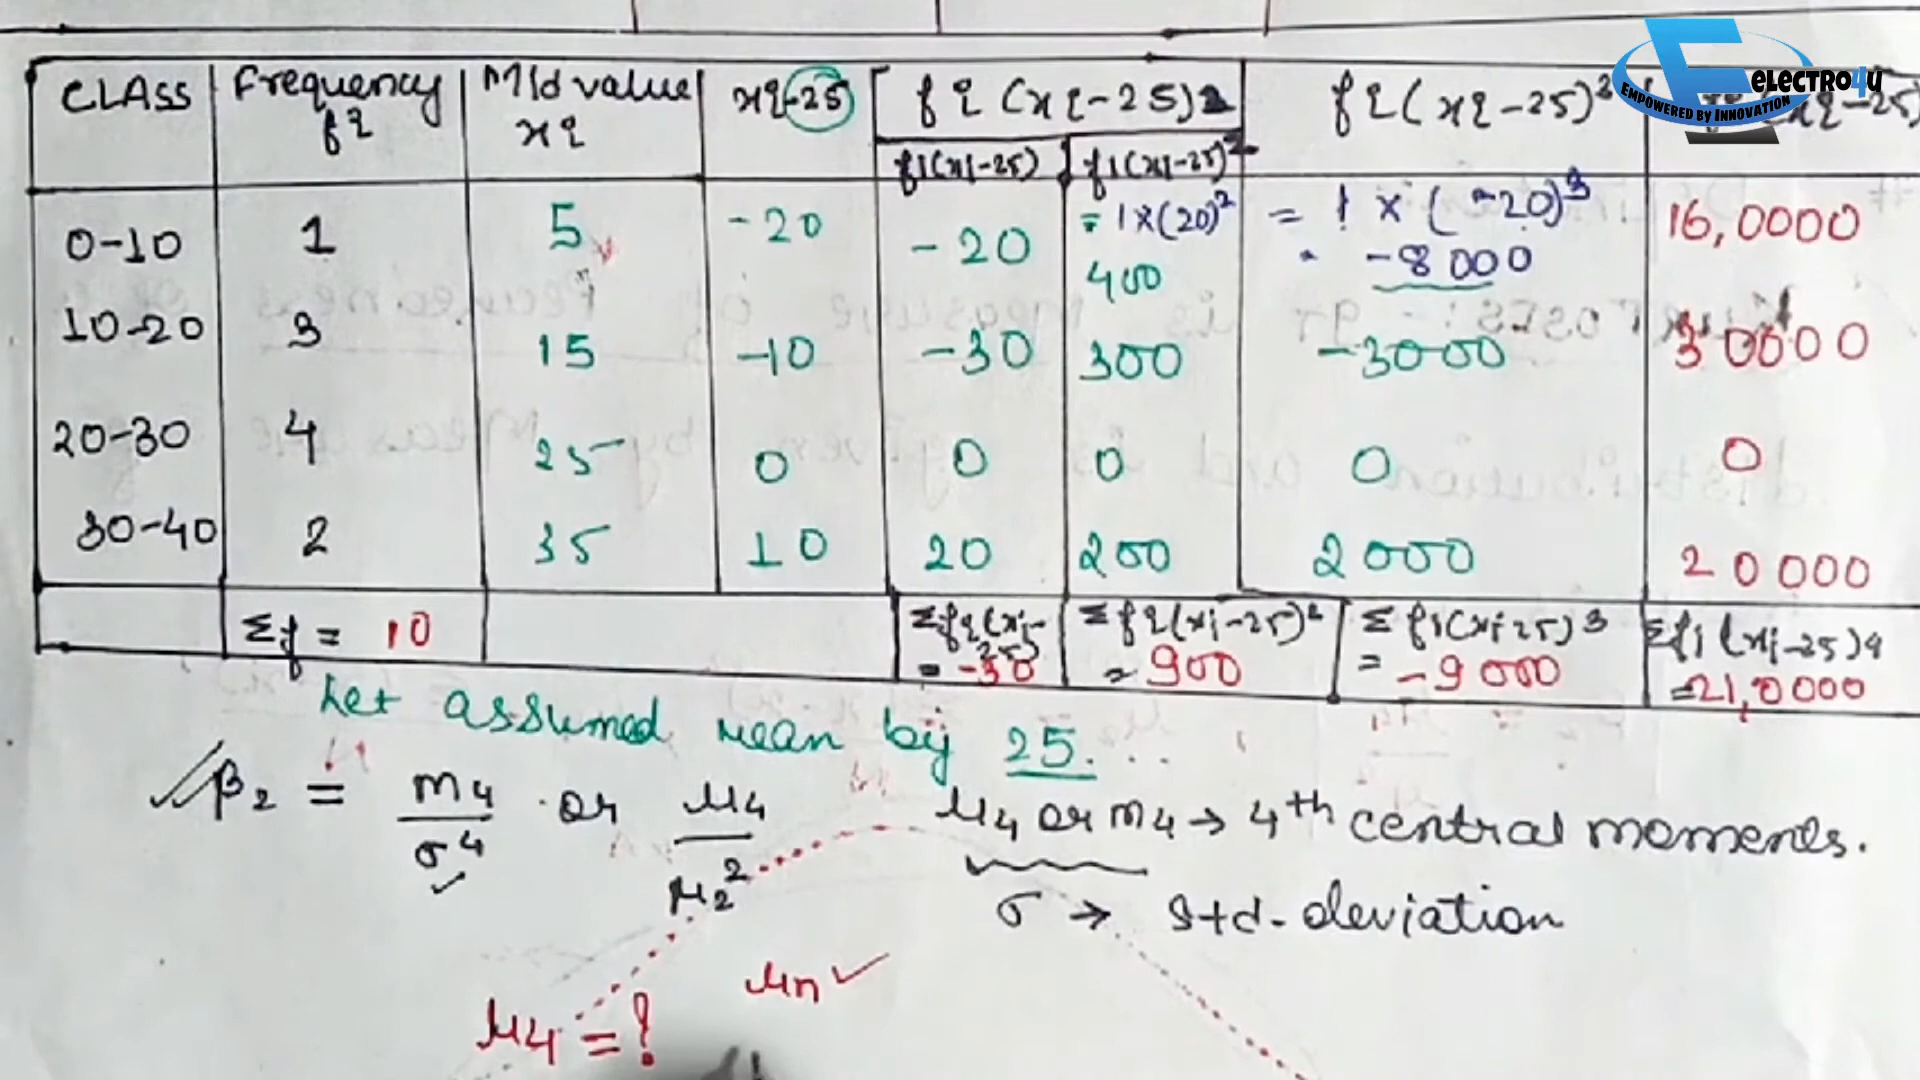 electro4u
EMPOWERED by INNOVATION
CLASS Frequency fi Mid value xi xi-25 fi(xi-25) fi(xi-25)³
f1(x1-25) f1(x1-25)²
0-10 1 5 -20 -20 = 1×(20)² 400 = 1 × (-20)³ = -8000 16,0000
10-20 3 15 -10 -30 300 -3000 30000
20-30 4 25 0 0 0 0 0
30-40 2 35 10 20 200 2000 20000
Σf = 10 Σfi(xi-25) = -30 Σfi(xi-25)² = 900 Σfi(xi-25)3 = -9000 Σfi(xi-25)4 =21,0000
Let assumed mean by 25...
β2 = m4/σ⁴ or μ4/μ2² μ4 or m4 → 4th central moments.
σ → Std-deviation
μn
μ4 = ?